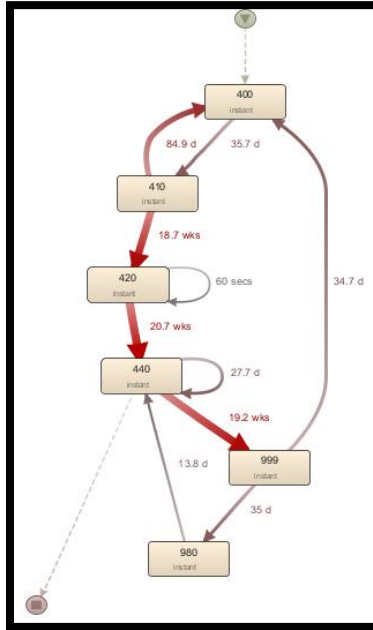 400
instant
84.9 d
35.7 d
410
instant
18.7 wks
420
instant
60 secs
34.7 d
20.7 wks
440
instant
27.7 d
19.2 wks
13.8 d
999
instant
35 d
980
instant